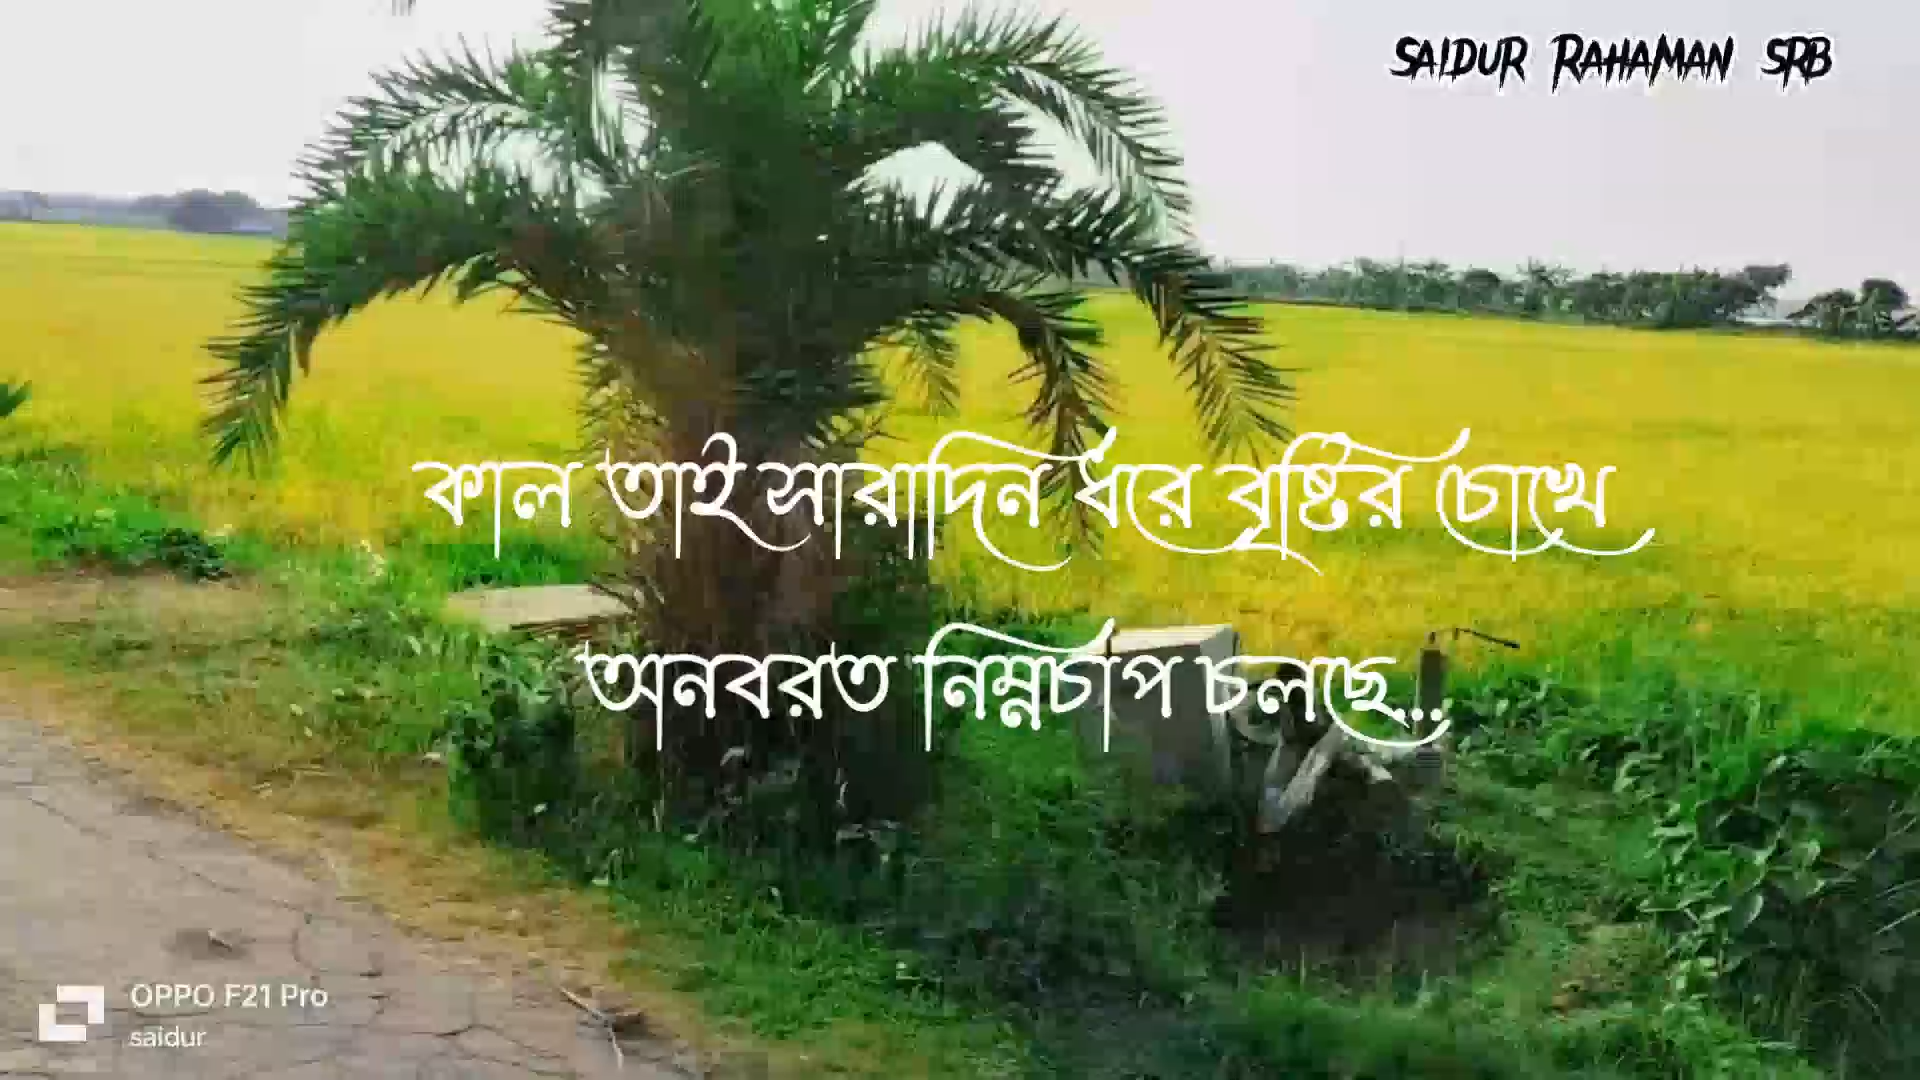 SAIDUR RAHAMAN SRB
কাল তাই সারাদিন ধরে বৃষ্টির চোখে
অনবরত নিম্নচাপ চলছে..
OPPO F21 Pro
saidur